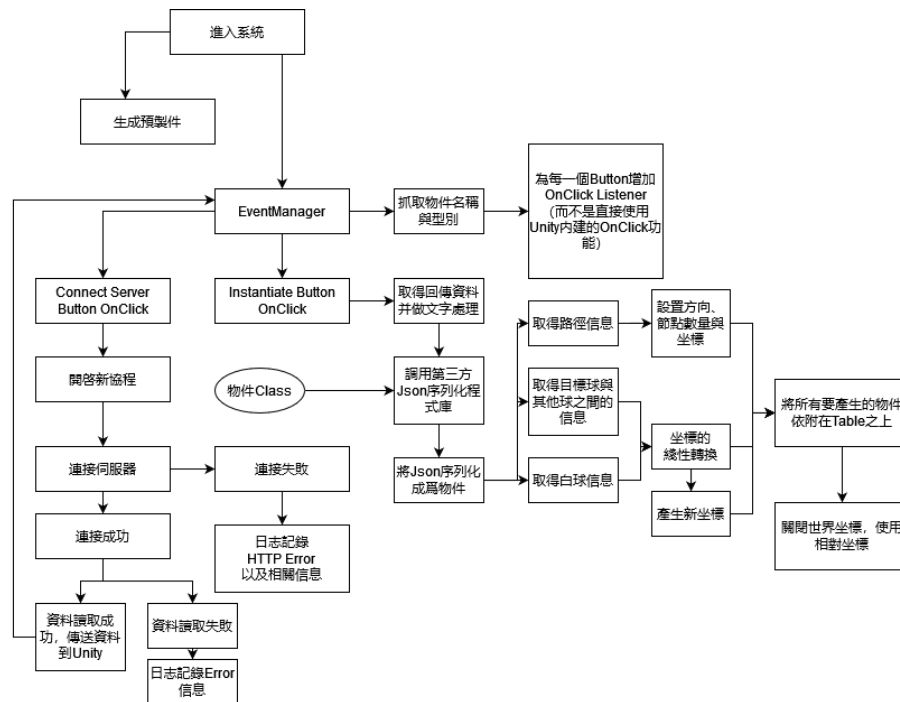 進入系統
生成預製件
EventManager
抓取物件名稱
與型別
為每一個Button增加
OnClick Listener
（而不是直接使用
Unity内建的OnClick功
能）
Connect Server
Button OnClick
Instantiate Button
OnClick
取得回傳資料
并做文字處理
取得路徑信息
設置方向、
節點數量與
坐標
開啓新協程
物件Class
調用第三方
Json序列化程
式庫
取得目標球與
其他球之間的
信息
將所有要產生的物件
依附在Table之上
連接伺服器
連接失敗
將Json序列化
成爲物件
取得白球信息
坐標的
綫性轉換
產生新坐標
連接成功
日志記錄
HTTP Error
以及相關信息
關閉世界坐標，使用
相對坐標
資料讀取成
功，傳送資料
到Unity
資料讀取失敗
日志記錄Error
信息